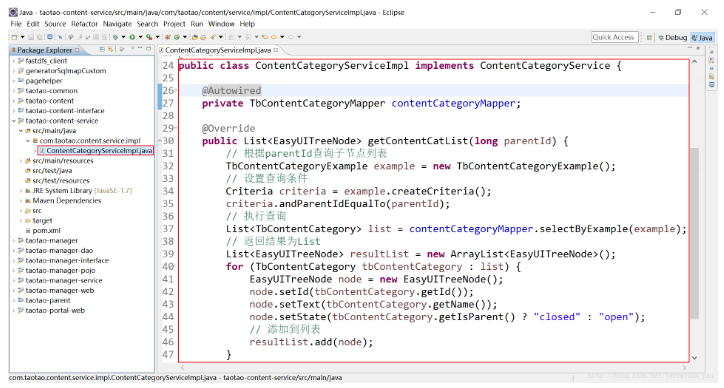 Java - taotao-content-service/src/main/java/com/taotao/content/service/impl/ContentCategoryServiceImpl.java - Eclipse
File Edit Source Refactor Navigate Search Project Run Window Help
Quick Access
Debug
Java
Package Explorer
fastdfs_client
generatorSqlmapCustom
pagehelper
taotao-common
taotao-content
taotao-content-interface
taotao-content-service
src/main/java
com.taotao.content.service.impl
ContentCategoryServiceImpl.java
src/main/resources
src/test/java
src/test/resources
JRE System Library [JavaSE-1.7]
Maven Dependencies
src
target
pom.xml
taotao-manager
taotao-manager-dao
taotao-manager-interface
taotao-manager-pojo
taotao-manager-service
taotao-manager-web
taotao-parent
taotao-portal-web
ContentCategoryServiceImpl.java
24 public class ContentCategoryServiceImpl implements ContentCategoryService {
25
26 @Autowired
27 private TbContentCategoryMapper contentCategoryMapper;
28
29 @Override
30 public List<EasyUITreeNode> getContentCatList(long parentId) {
31 // 根据parentId查询子节点列表
32 TbContentCategoryExample example = new TbContentCategoryExample();
33 // 设置查询条件
34 Criteria criteria = example.createCriteria();
35 criteria.andParentIdEqualTo(parentId);
36 // 执行查询
37 List<TbContentCategory> list = contentCategoryMapper.selectByExample(example);
38 // 返回结果为List
39 List<EasyUITreeNode> resultList = new ArrayList<EasyUITreeNode>();
40 for (TbContentCategory tbContentCategory : list) {
41 EasyUITreeNode node = new EasyUITreeNode();
42 node.setId(tbContentCategory.getId());
43 node.setText(tbContentCategory.getName());
44 node.setState(tbContentCategory.getIsParent() ? "closed" : "open");
45 // 添加到列表
46 resultList.add(node);
47 }
com.taotao.content.service.impl.ContentCategoryServiceImpl.java - taotao-content-service/src/main/java